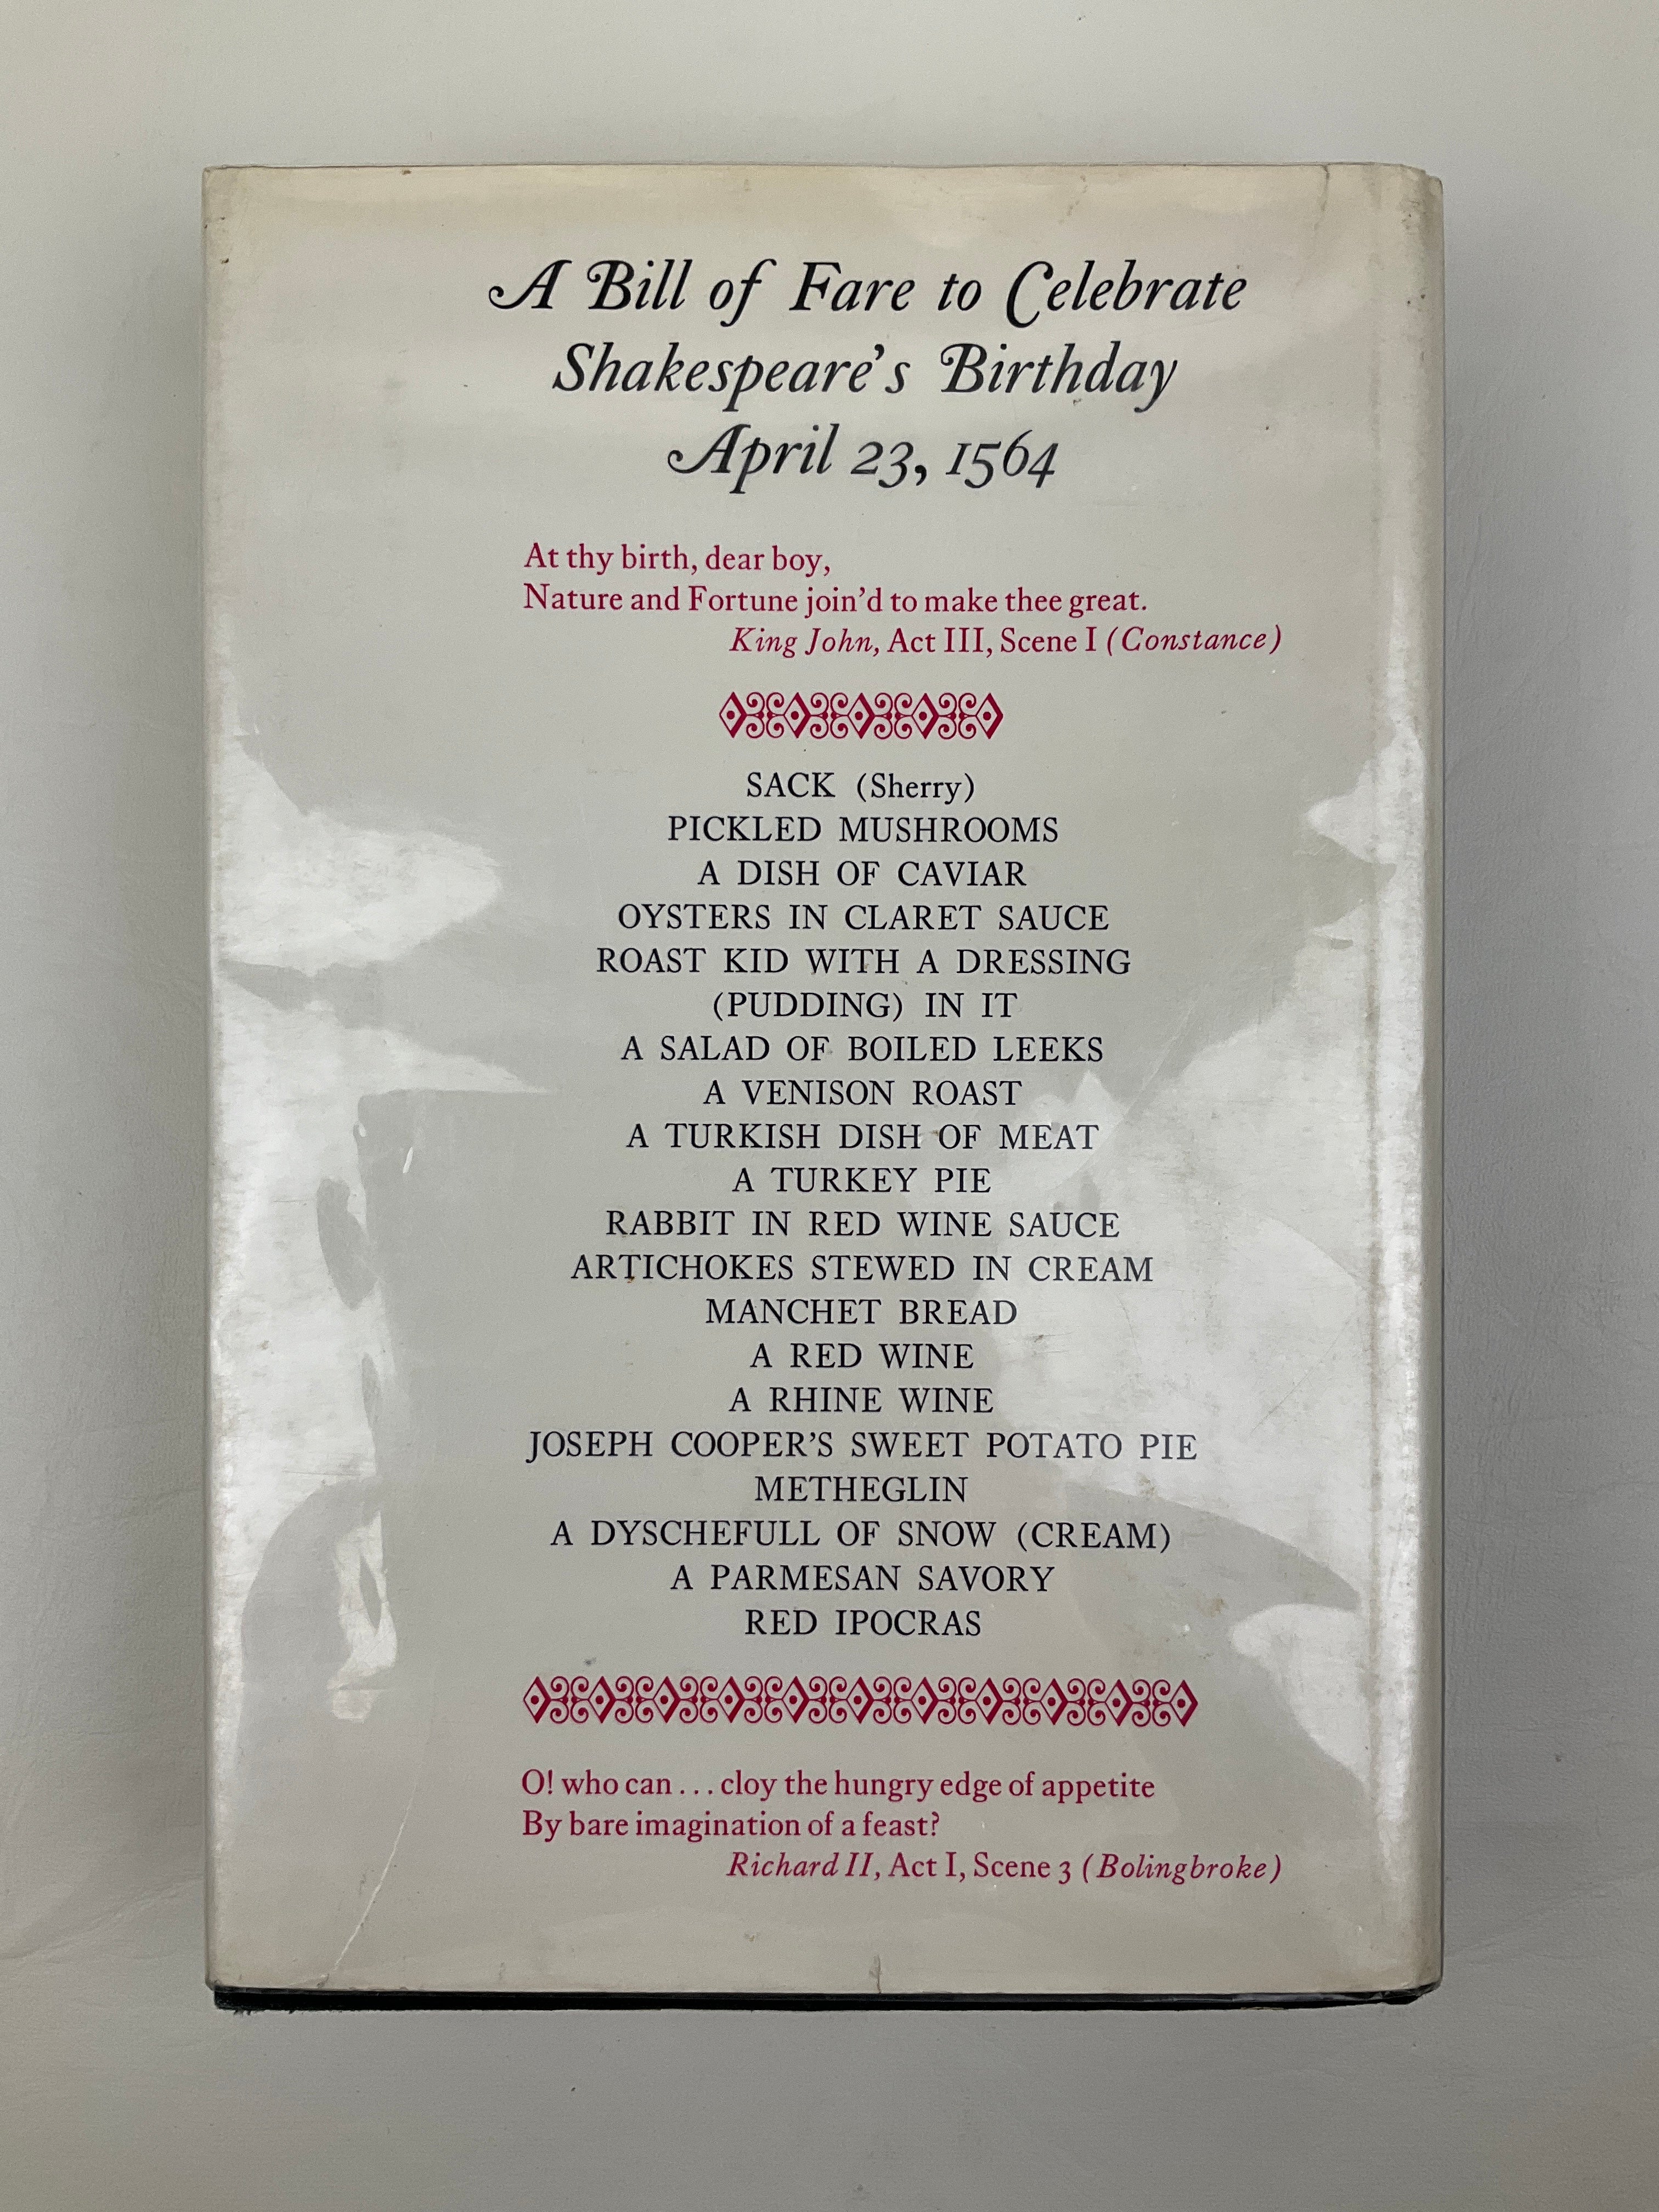 A Bill of Fare to Celebrate
Shakespeare's Birthday
April 23, 1564
At thy birth, dear boy,
Nature and Fortune join'd to make thee great.
King John, Act III, Scene I (Constance)
SACK (Sherry)
PICKLED MUSHROOMS
A DISH OF CAVIAR
OYSTERS IN CLARET SAUCE
ROAST KID WITH A DRESSING
(PUDDING) IN IT
A SALAD OF BOILED LEEKS
A VENISON ROAST
A TURKISH DISH OF MEAT
A TURKEY PIE
RABBIT IN RED WINE SAUCE
ARTICHOKES STEWED IN CREAM
MANCHET BREAD
A RED WINE
A RHINE WINE
JOSEPH COOPER'S SWEET POTATO PIE
METHEGLIN
A DYSCHEFULL OF SNOW (CREAM)
A PARMESAN SAVORY
RED IPOCRAS
O! who can ... cloy the hungry edge of appetite
By bare imagination of a feast?
Richard II, Act I, Scene 3 (Bolingbroke)